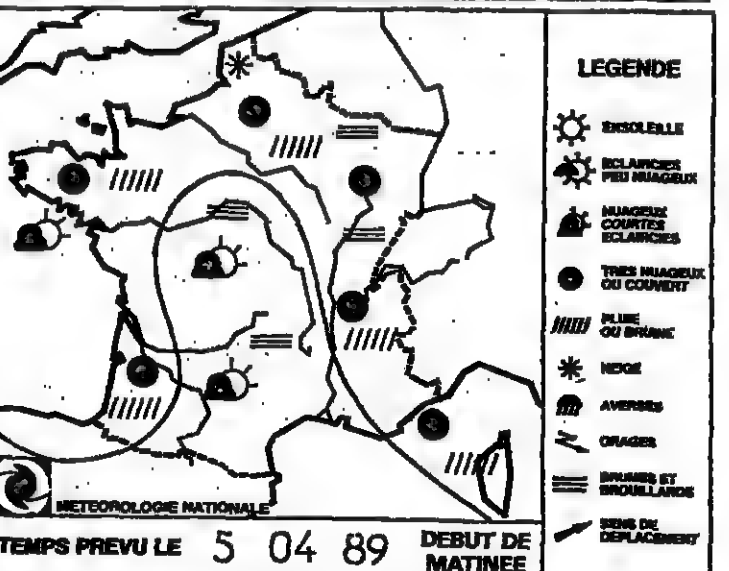 LEGENDE
ENSOLEILLE
ECLAIRCIES
PEU NUAGEUX
NUAGEUX
COURTES
ECLAIRCIES
TRES NUAGEUX
OU COUVERT
PLUIE
OU BRUINE
NEIGE
AVERSES
ORAGES
BRUMES ET
BROUILLARDS
SENS DE
DEPLACEMENT
METEOROLOGIE NATIONALE
TEMPS PREVU LE 5 04 89 DEBUT DE
MATINEE